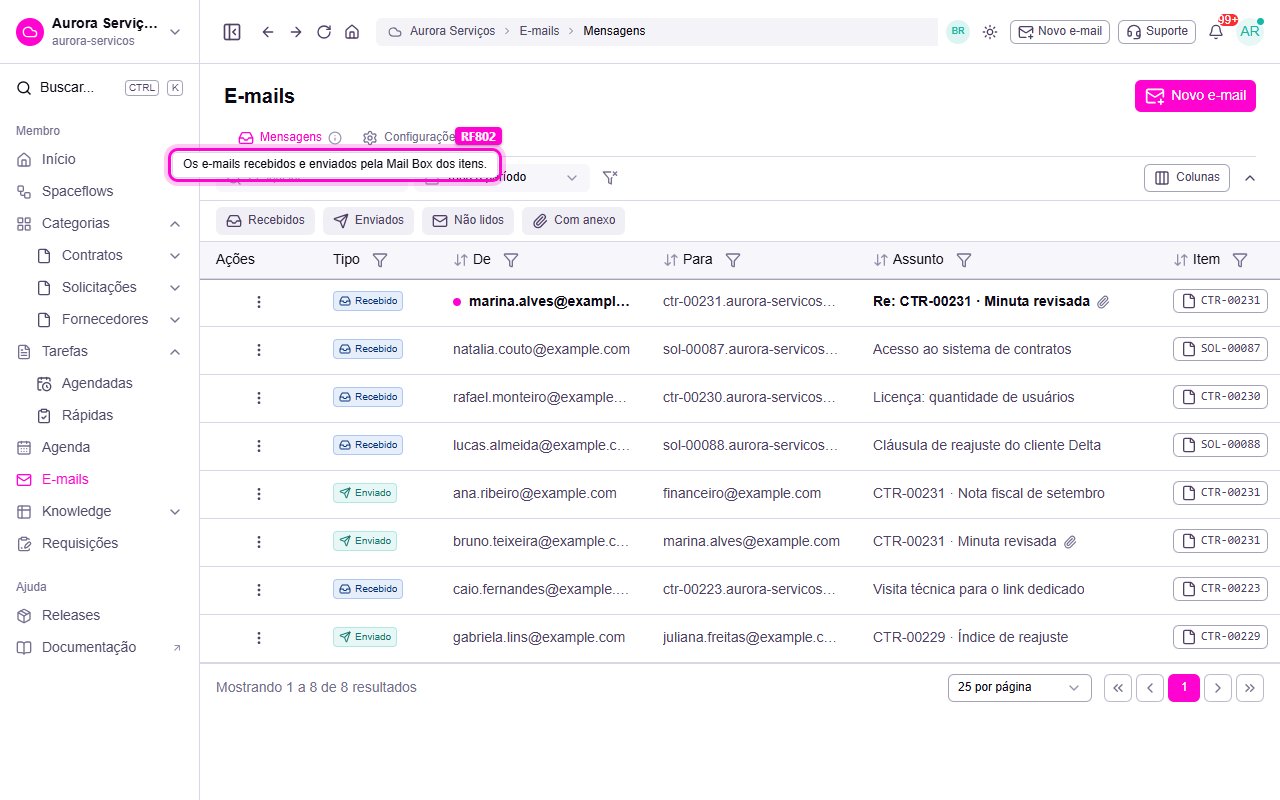 Aurora Serviç...
aurora-servicos
Aurora Serviços > E-mails > Mensagens
BR
Novo e-mail
Suporte
99+
AR
Buscar...
CTRL K
Membro
Início
Spaceflows
Categorias
Contratos
Solicitações
Fornecedores
Tarefas
Agendadas
Rápidas
Agenda
E-mails
Knowledge
Requisições
Ajuda
Releases
Documentação
E-mails
Novo e-mail
Mensagens
RF802
Os e-mails recebidos e enviados pela Mail Box dos itens.
Colunas
Recebidos Enviados Não lidos Com anexo
Ações Tipo De Para Assunto Item
Recebido marina.alves@exampl... ctr-00231.aurora-servicos... Re: CTR-00231 · Minuta revisada CTR-00231
Recebido natalia.couto@example.com sol-00087.aurora-servicos... Acesso ao sistema de contratos SOL-00087
Recebido rafael.monteiro@example... ctr-00230.aurora-servicos... Licença: quantidade de usuários CTR-00230
Recebido lucas.almeida@example.c... sol-00088.aurora-servicos... Cláusula de reajuste do cliente Delta SOL-00088
Enviado ana.ribeiro@example.com financeiro@example.com CTR-00231 · Nota fiscal de setembro CTR-00231
Enviado bruno.teixeira@example.c... marina.alves@example.com CTR-00231 · Minuta revisada CTR-00231
Recebido caio.fernandes@example.... ctr-00223.aurora-servicos... Visita técnica para o link dedicado CTR-00223
Enviado gabriela.lins@example.com juliana.freitas@example.c... CTR-00229 · Índice de reajuste CTR-00229
Mostrando 1 a 8 de 8 resultados
25 por página
1